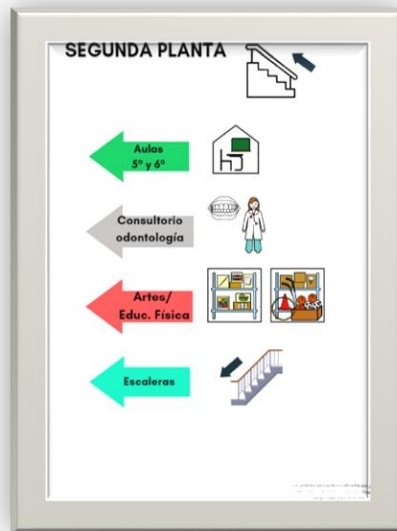 SEGUNDA PLANTA
Aulas
5º y 6º
Consultorio
odontología
Artes/
Educ. Física
Escaleras